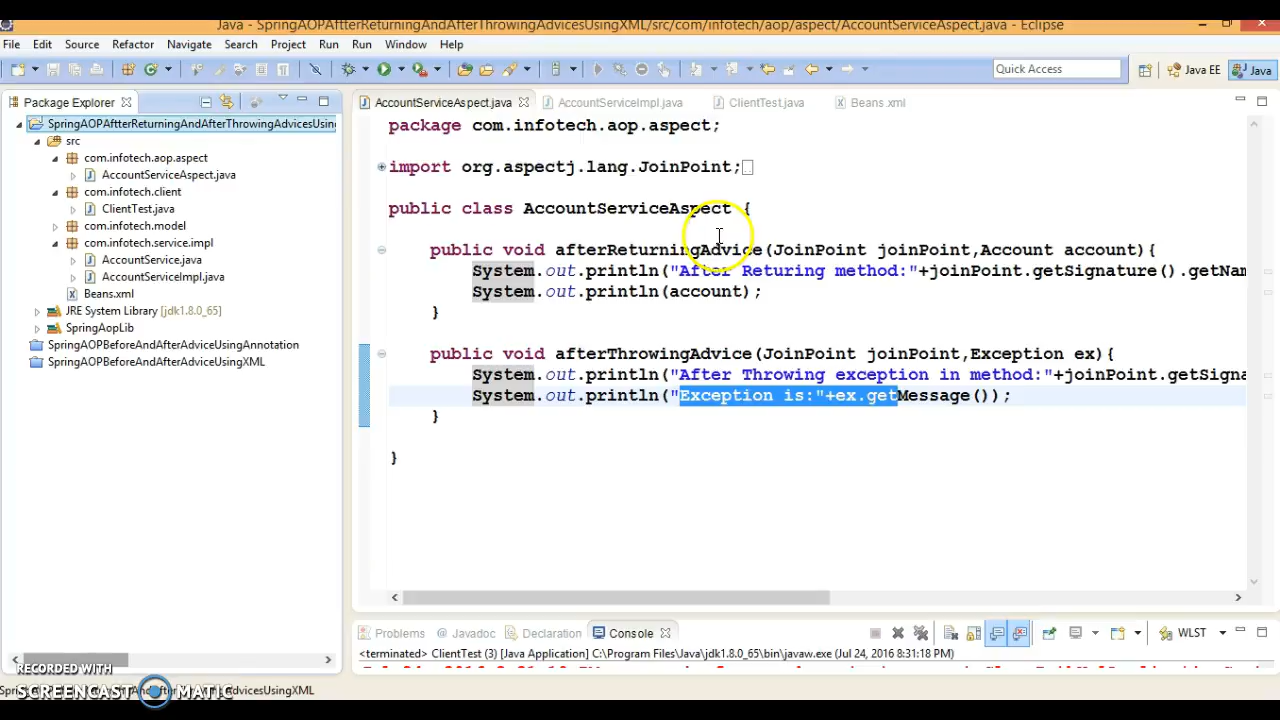 Java - SpringAOPAftterReturningAndAfterThrowingAdvicesUsingXML/src/com/infotech/aop/aspect/AccountServiceAspect.java - Eclipse
File Edit Source Refactor Navigate Search Project Run Run Window Help
Quick Access Java EE Java
Package Explorer
AccountServiceAspect.java AccountServiceImpl.java ClientTest.java Beans.xml
SpringAOPAftterReturningAndAfterThrowingAdvicesUsin
src
com.infotech.aop.aspect
AccountServiceAspect.java
com.infotech.client
ClientTest.java
com.infotech.model
com.infotech.service.impl
AccountService.java
AccountServiceImpl.java
Beans.xml
JRE System Library [jdk1.8.0_65]
SpringAopLib
SpringAOPBeforeAndAfterAdviceUsingAnnotation
SpringAOPBeforeAndAfterAdviceUsingXML
package com.infotech.aop.aspect;
import org.aspectj.lang.JoinPoint;
public class AccountServiceAspect {
public void afterReturningAdvice(JoinPoint joinPoint,Account account){
System.out.println("After Returing method:"+joinPoint.getSignature().getNam
System.out.println(account);
}
public void afterThrowingAdvice(JoinPoint joinPoint,Exception ex){
System.out.println("After Throwing exception in method:"+joinPoint.getSigna
System.out.println("Exception is:"+ex.getMessage());
}
}
Problems @ Javadoc Declaration Console WLST
<terminated> ClientTest (3) [Java Application] C:\Program Files\Java\jdk1.8.0_65\bin\javaw.exe (Jul 24, 2016 8:31:18 PM)
RECORDED WITH
SCREENCAST MATIC
AdvicesUsingXML